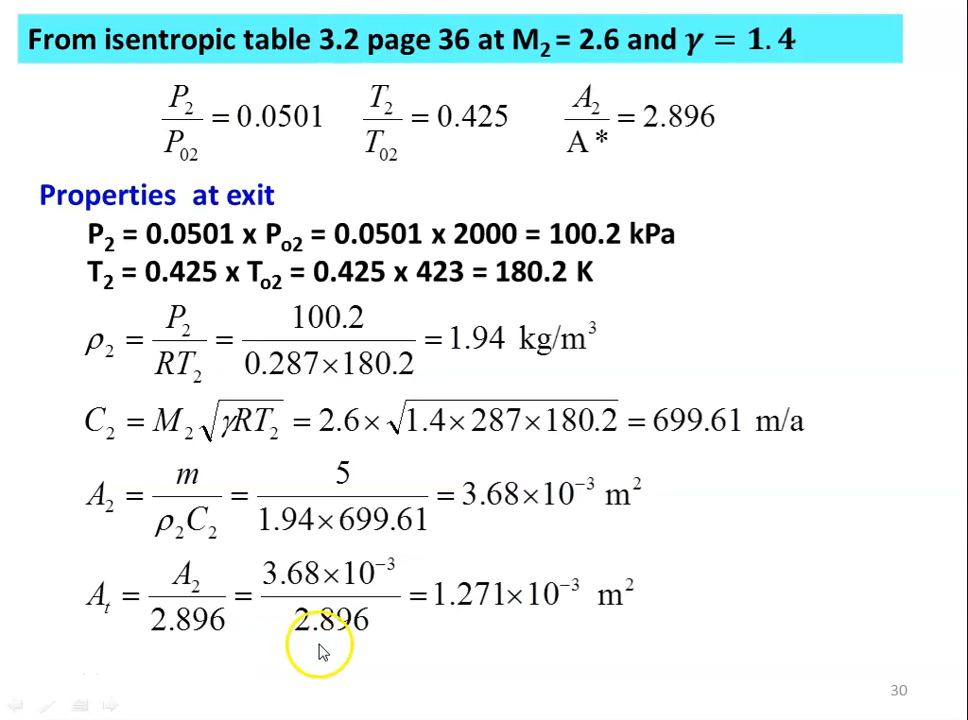 From isentropic table 3.2 page 36 at M₂ = 2.6 and γ = 1.4
P₂/P₀₂ = 0.0501 T₂/T₀₂ = 0.425 A₂/A* = 2.896
Properties at exit
P₂ = 0.0501 x Pₒ₂ = 0.0501 x 2000 = 100.2 kPa
T₂ = 0.425 x Tₒ₂ = 0.425 x 423 = 180.2 K
ρ₂ = P₂/RT₂ = 100.2/0.287×180.2 = 1.94 kg/m³
C₂ = M₂√γRT₂ = 2.6×√1.4×287×180.2 = 699.61 m/a
A₂ = m/ρ₂C₂ = 5/1.94×699.61 = 3.68×10⁻³ m²
Aₜ = A₂/2.896 = 3.68×10⁻³/2.896 = 1.271×10⁻³ m²
30